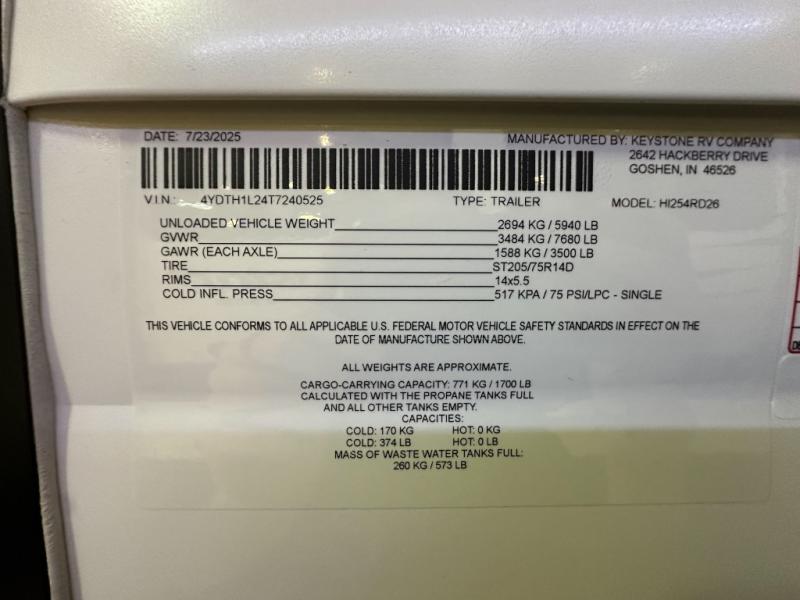 DATE: 7/23/2025
MANUFACTURED BY: KEYSTONE RV COMPANY
2642 HACKBERRY DRIVE
GOSHEN, IN 46526
V.I.N.: 4YDTH1L24T7240525 TYPE: TRAILER MODEL: HI254RD26
UNLOADED VEHICLE WEIGHT 2694 KG / 5940 LB
GVWR 3484 KG / 7680 LB
GAWR (EACH AXLE) 1588 KG / 3500 LB
TIRE ST205/75R14D
RIMS 14x5.5
COLD INFL. PRESS 517 KPA / 75 PSI/LPC - SINGLE
THIS VEHICLE CONFORMS TO ALL APPLICABLE U.S. FEDERAL MOTOR VEHICLE SAFETY STANDARDS IN EFFECT ON THE
DATE OF MANUFACTURE SHOWN ABOVE.
ALL WEIGHTS ARE APPROXIMATE.
CARGO-CARRYING CAPACITY: 771 KG / 1700 LB
CALCULATED WITH THE PROPANE TANKS FULL
AND ALL OTHER TANKS EMPTY.
CAPACITIES:
COLD: 170 KG HOT: 0 KG
COLD: 374 LB HOT: 0 LB
MASS OF WASTE WATER TANKS FULL:
260 KG / 573 LB